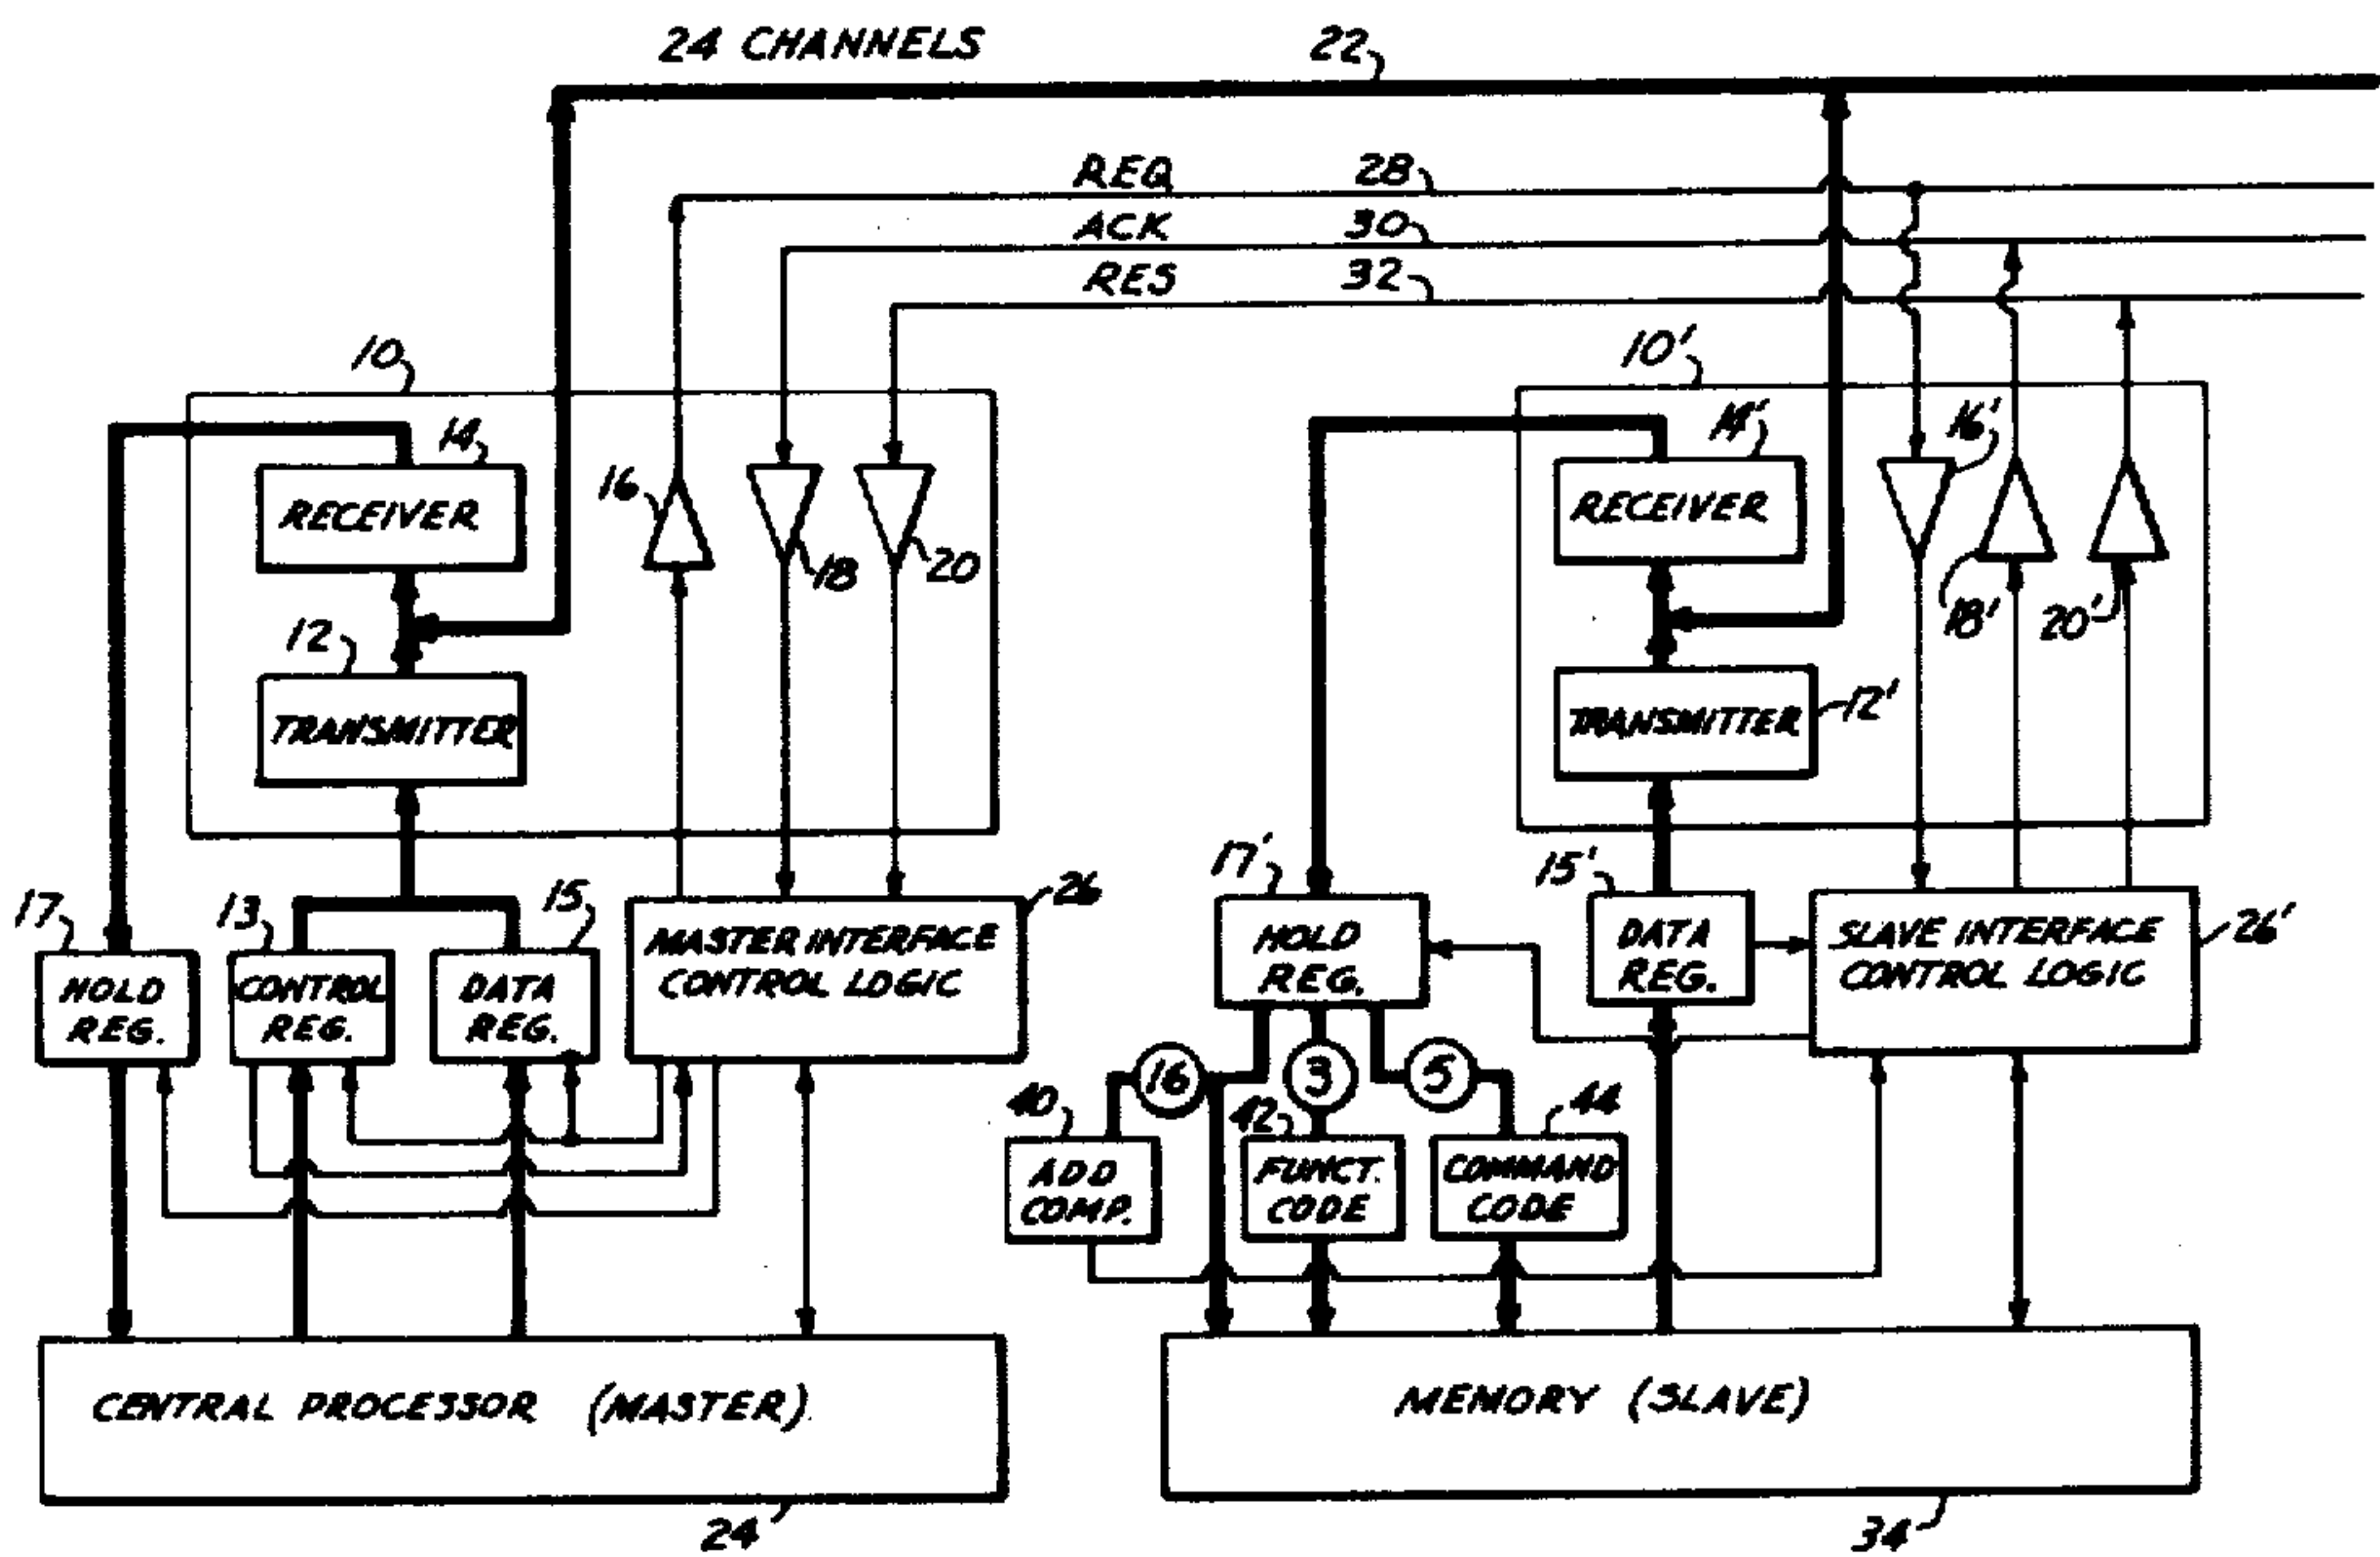 24 CHANNELS
22
REQ 28
ACK 30
RES 32
10
10'
14
RECEIVER
16
18
20
12
TRANSMITTER
14'
RECEIVER
16'
18'
20'
12'
TRANSMITTER
17
HOLD
REG.
13
CONTROL
REG.
15
DATA
REG.
26
MASTER INTERFACE
CONTROL LOGIC
17'
HOLD
REG.
15'
DATA
REG.
26'
SLAVE INTERFACE
CONTROL LOGIC
16
3
5
40
ADD
COMP.
42
FUNCT.
CODE
44
COMMAND
CODE
CENTRAL PROCESSOR (MASTER)
24
MEMORY (SLAVE)
34